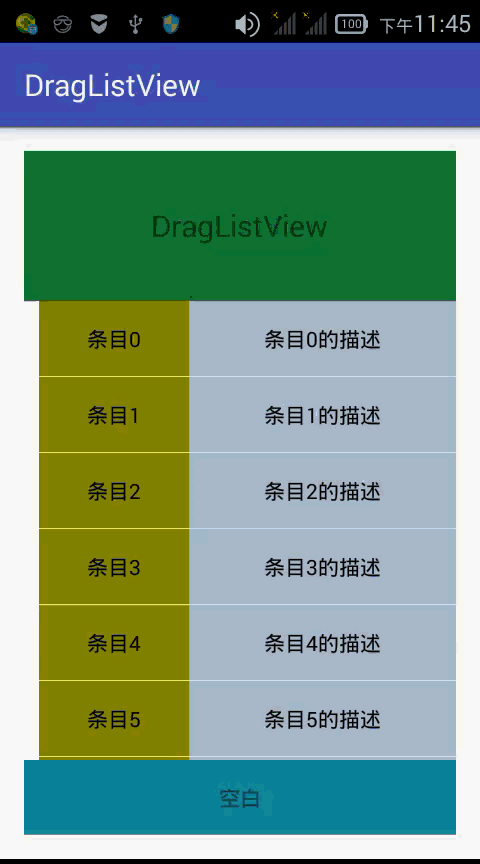 100 下午11:45
DragListView
DragListView
条目0 条目0的描述
条目1 条目1的描述
条目2 条目2的描述
条目3 条目3的描述
条目4 条目4的描述
条目5 条目5的描述
空白